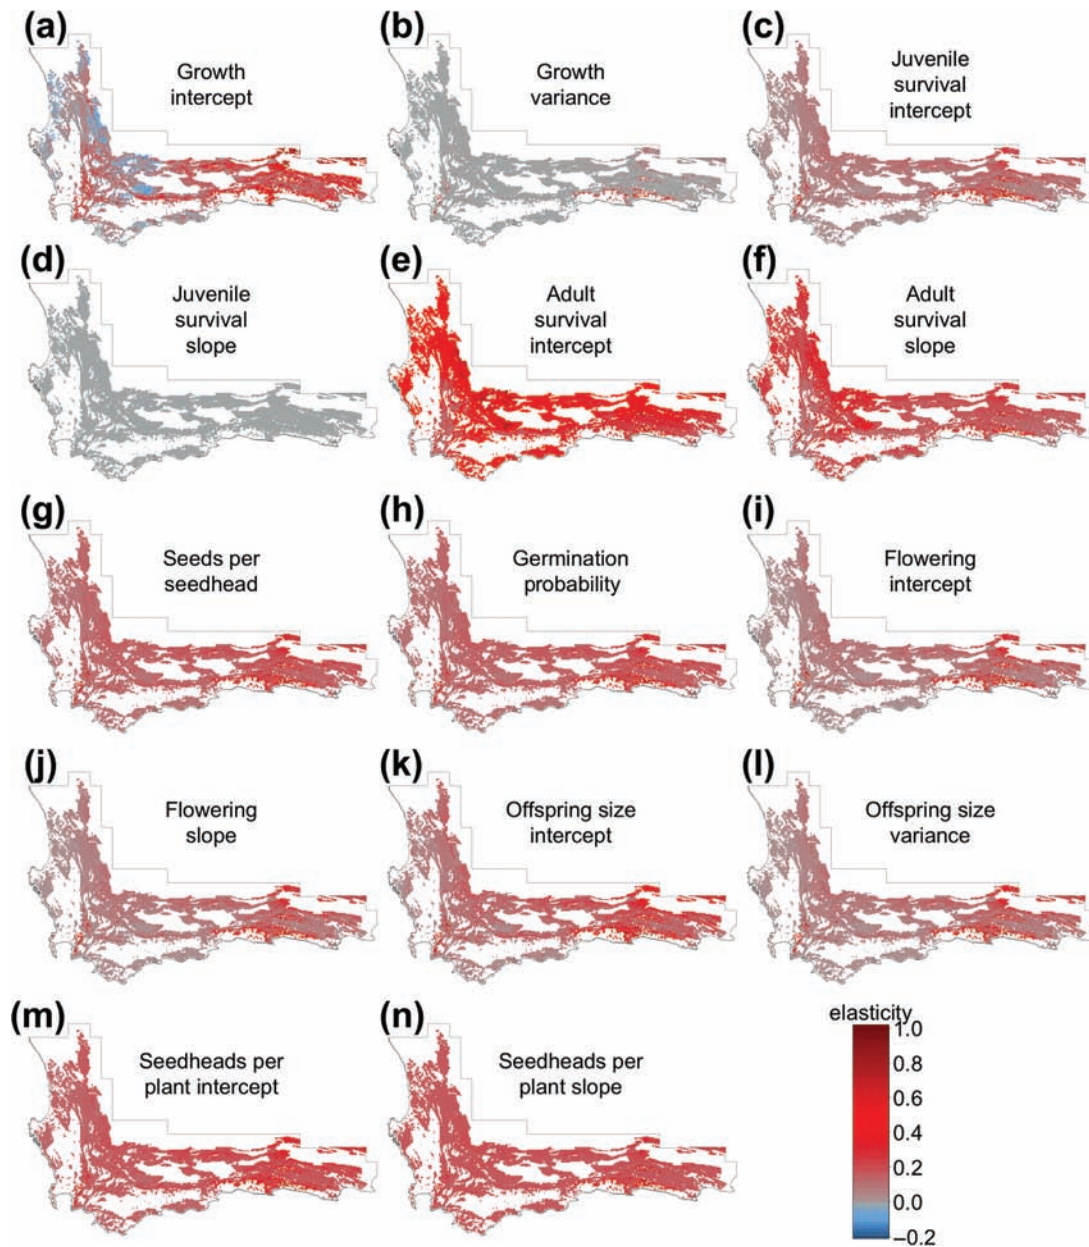 (a)
Growth
intercept
(b)
Growth
variance
(c)
Juvenile
survival
intercept
(d)
Juvenile
survival
slope
(e)
Adult
survival
intercept
(f)
Adult
survival
slope
(g)
Seeds per
seedhead
(h)
Germination
probability
(i)
Flowering
intercept
(j)
Flowering
slope
(k)
Offspring size
intercept
(l)
Offspring size
variance
(m)
Seedheads per
plant intercept
(n)
Seedheads per
plant slope
elasticity
1.0
0.8
0.6
0.4
0.2
0.0
–0.2